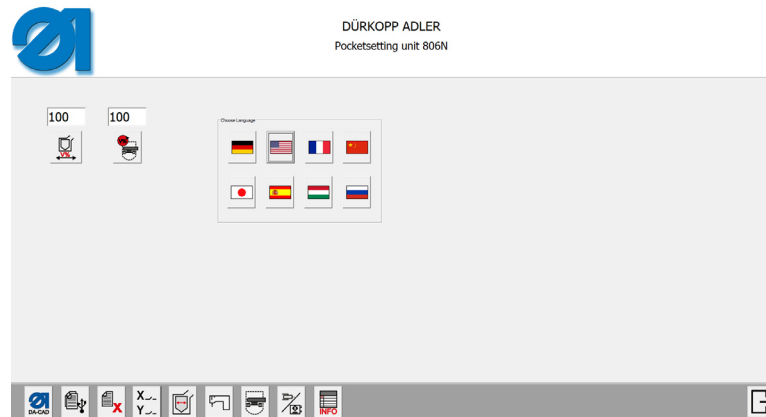 DÜRKOPP ADLER
Pocketsetting unit 806N
100
100
Choose Language
V%
DA-CAD
X
X
Y
INFO